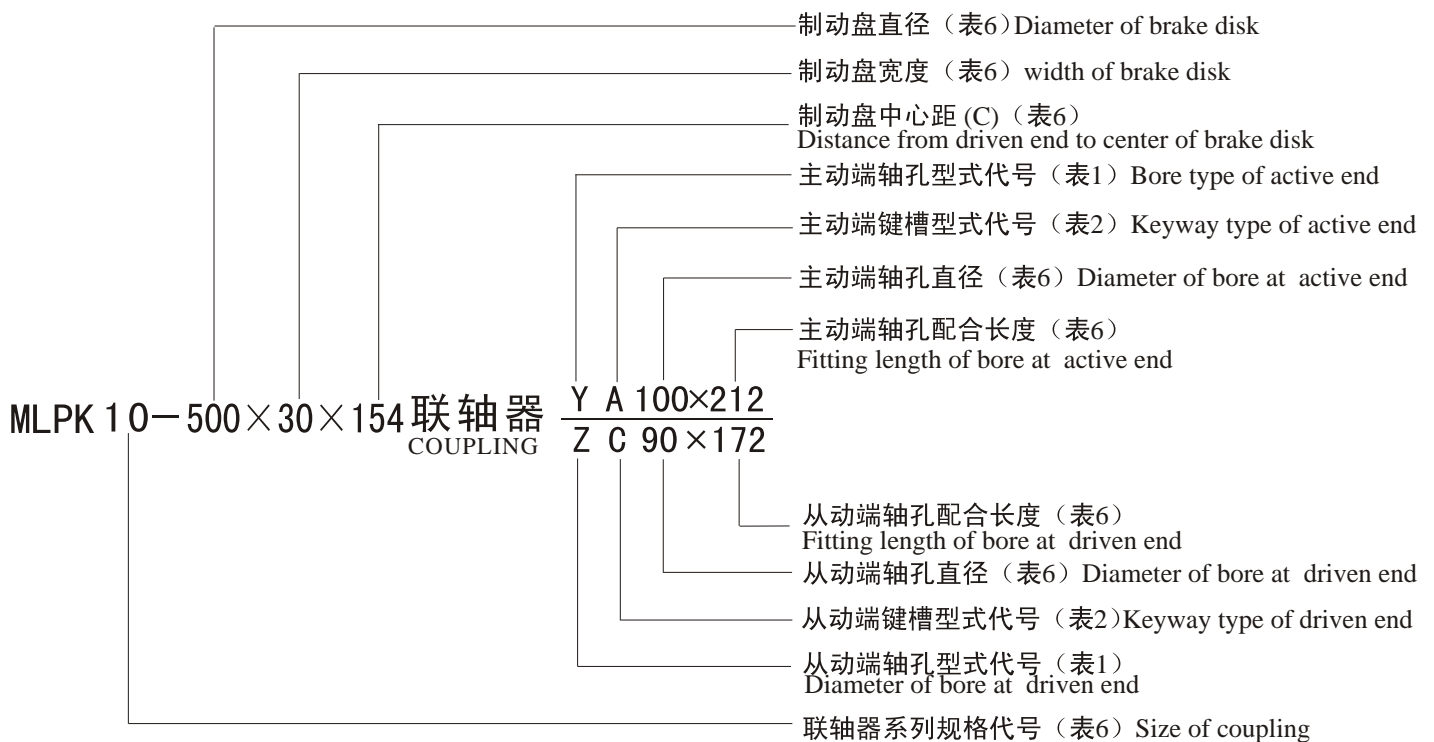 制动盘直径（表6）Diameter of brake disk
制动盘宽度（表6）width of brake disk
制动盘中心距 (C)（表6）
Distance from driven end to center of brake disk
主动端轴孔型式代号（表1）Bore type of active end
主动端键槽型式代号（表2）Keyway type of active end
主动端轴孔直径（表6）Diameter of bore at active end
主动端轴孔配合长度（表6）
Fitting length of bore at active end
MLPK 10－500×30×154 联轴器 Y A 100×212
COUPLING Z C 90×172
从动端轴孔配合长度（表6）
Fitting length of bore at driven end
从动端轴孔直径（表6）Diameter of bore at driven end
从动端键槽型式代号（表2）Keyway type of driven end
从动端轴孔型式代号（表1）
Diameter of bore at driven end
联轴器系列规格代号（表6）Size of coupling